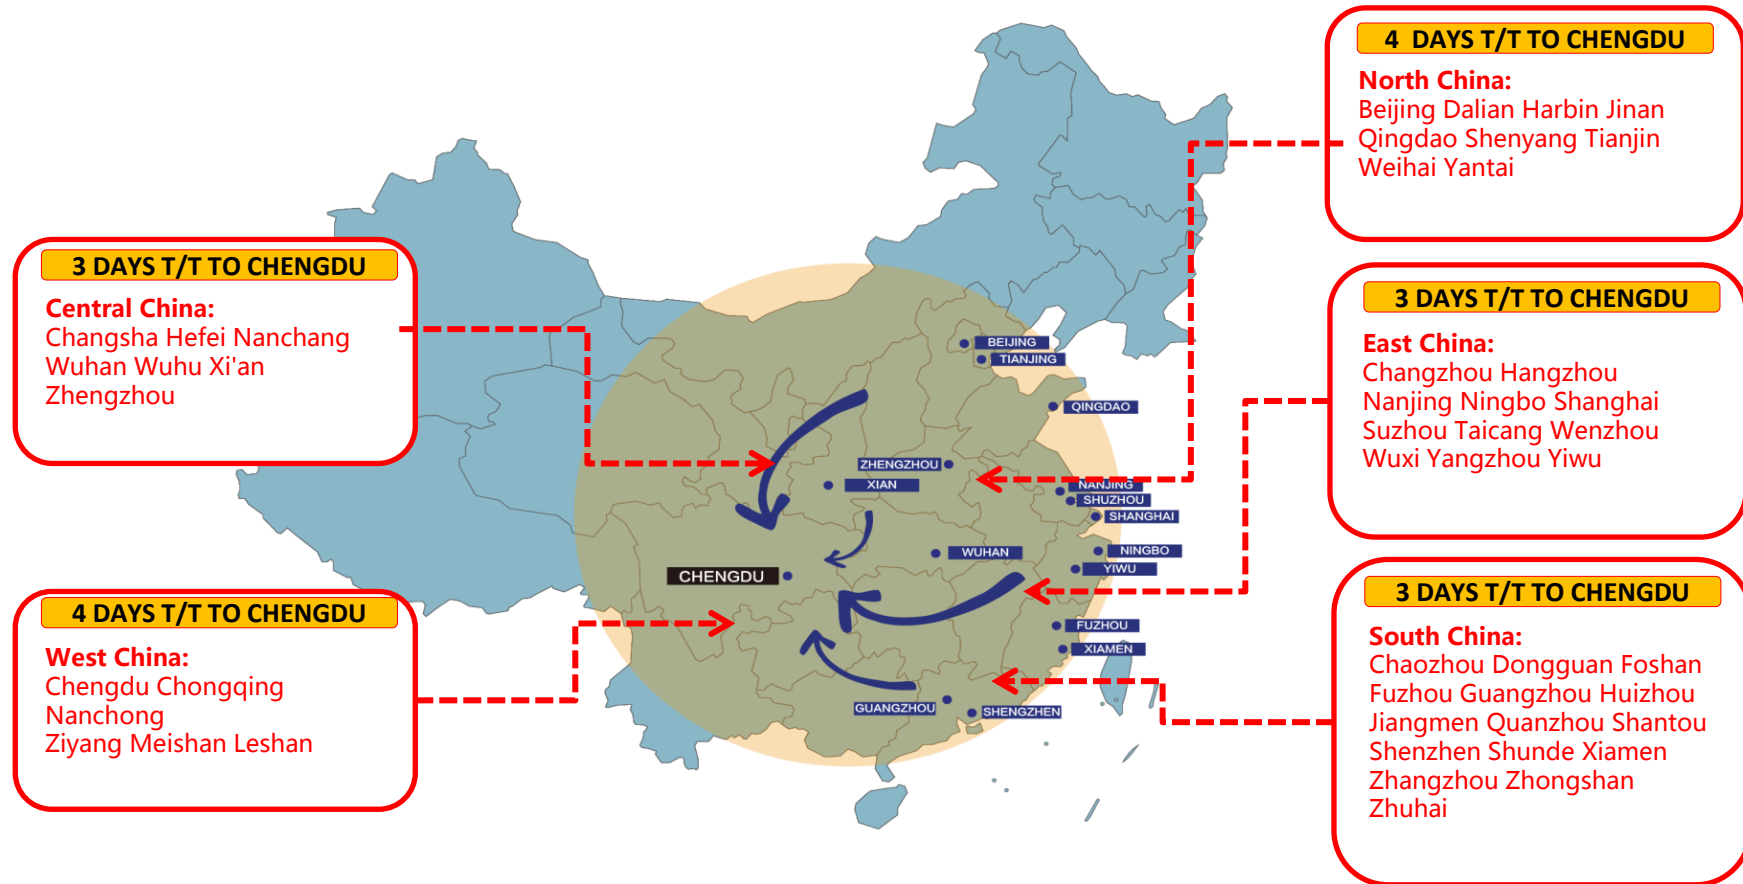 4 DAYS T/T TO CHENGDU
North China:
Beijing Dalian Harbin Jinan
Qingdao Shenyang Tianjin
Weihai Yantai
3 DAYS T/T TO CHENGDU
Central China:
Changsha Hefei Nanchang
Wuhan Wuhu Xi'an
Zhengzhou
3 DAYS T/T TO CHENGDU
East China:
Changzhou Hangzhou
Nanjing Ningbo Shanghai
Suzhou Taicang Wenzhou
Wuxi Yangzhou Yiwu
4 DAYS T/T TO CHENGDU
West China:
Chengdu Chongqing
Nanchong
Ziyang Meishan Leshan
3 DAYS T/T TO CHENGDU
South China:
Chaozhou Dongguan Foshan
Fuzhou Guangzhou Huizhou
Jiangmen Quanzhou Shantou
Shenzhen Shunde Xiamen
Zhangzhou Zhongshan
Zhuhai
BEIJING
TIANJING
QINGDAO
ZHENGZHOU
XIAN
NANJING
SHUZHOU
SHANGHAI
WUHAN
NINGBO
YIWU
CHENGDU
FUZHOU
XIAMEN
GUANGZHOU
SHENGZHEN